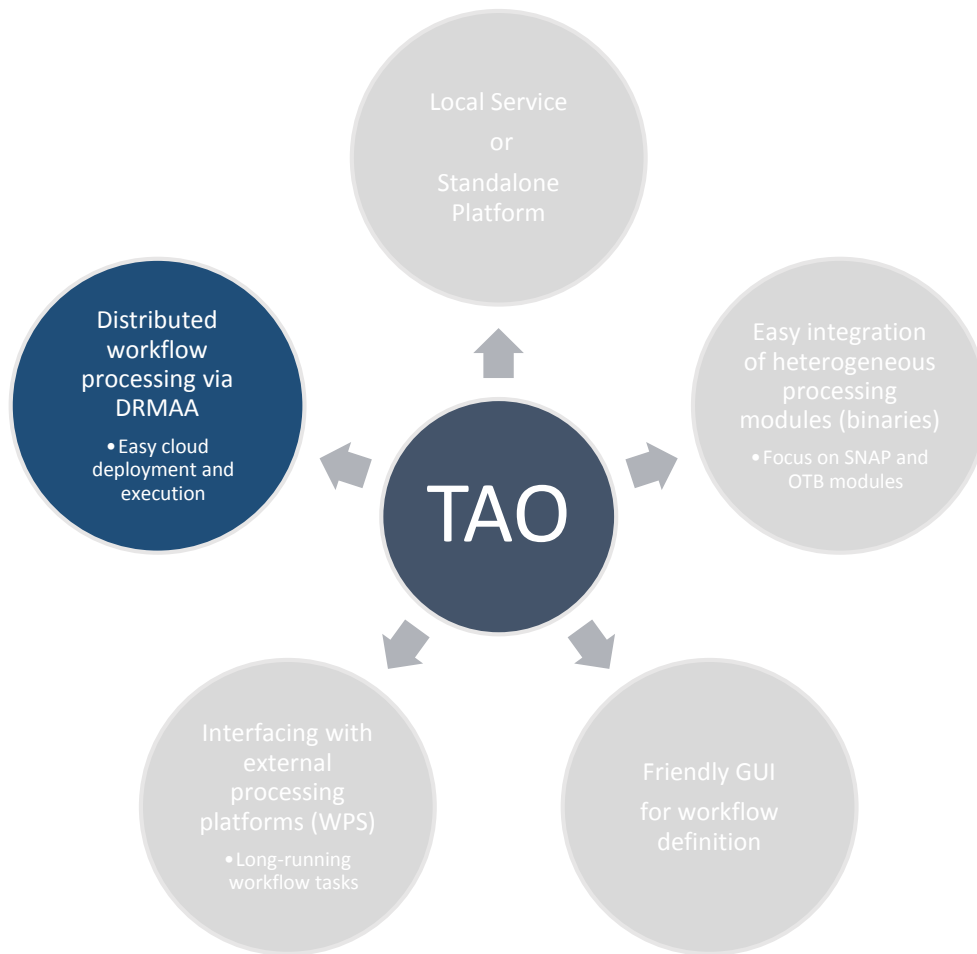 Local Service
or
Standalone
Platform
Distributed
workflow
processing via
DRMAA
•Easy cloud
deployment and
execution
Easy integration
of heterogeneous
processing
modules (binaries)
•Focus on SNAP and
OTB modules
TAO
Interfacing with
external
processing
platforms (WPS)
•Long-running
workflow tasks
Friendly GUI
for workflow
definition